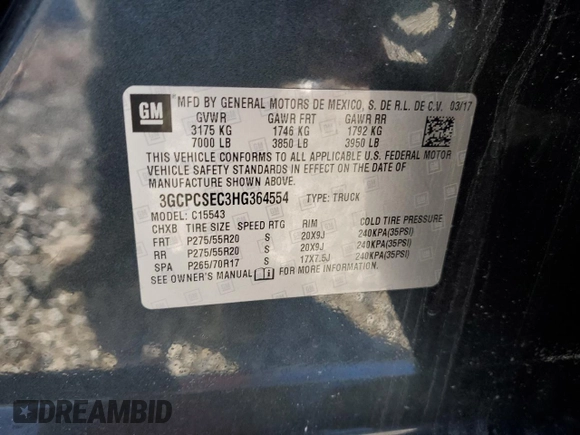 GM
MFD BY GENERAL MOTORS DE MEXICO, S. DE R.L. DE C.V. 03/17
GVWR GAWR FRT GAWR RR
3175 KG 1746 KG 1792 KG
7000 LB 3850 LB 3950 LB
THIS VEHICLE CONFORMS TO ALL APPLICABLE U.S. FEDERAL MOTOR
VEHICLE SAFETY STANDARDS IN EFFECT ON THE DATE OF
MANUFACTURE SHOWN ABOVE.
3GCPCSEC3HG364554 TYPE: TRUCK
MODEL: C15543
CHXB TIRE SIZE SPEED RTG RIM COLD TIRE PRESSURE
FRT P275/55R20 S 20X9J 240KPA(35PSI)
RR P275/55R20 S 20X9J 240KPA(35PSI)
SPA P265/70R17 S 17X7.5J 240KPA(35PSI)
SEE OWNER'S MANUAL FOR MORE INFORMATION.
DREAMBID